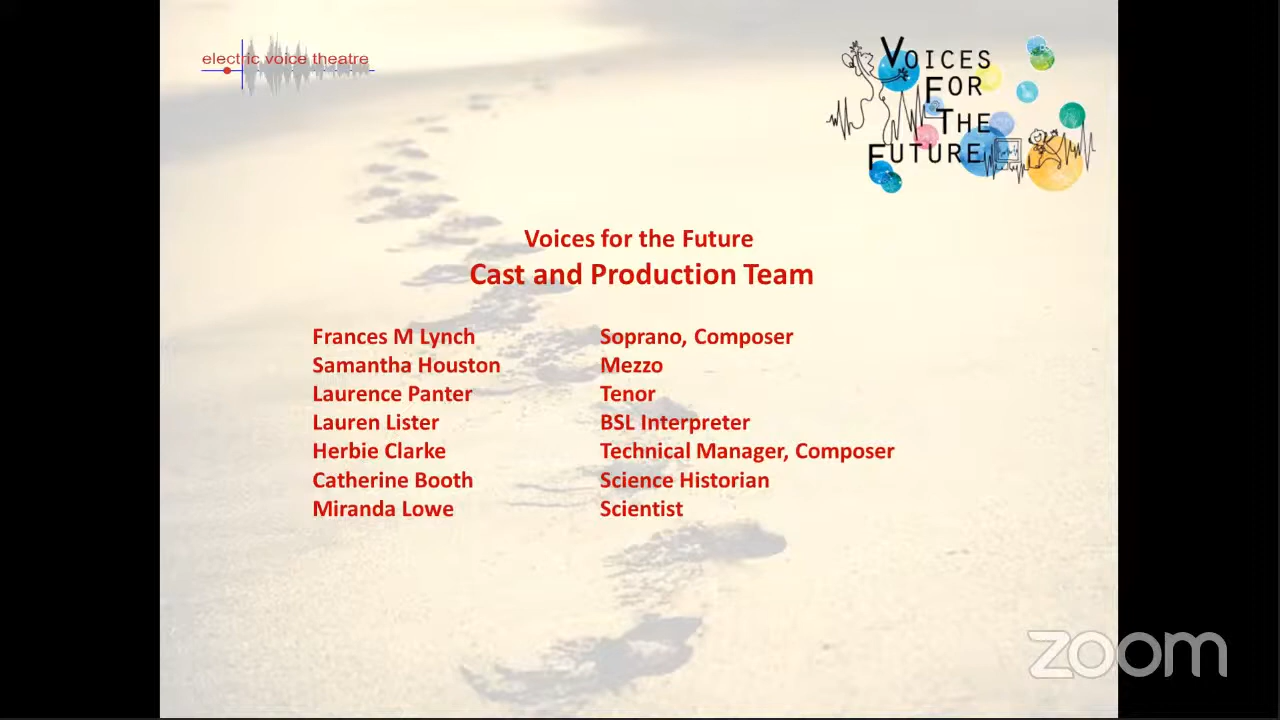 electric voice theatre
VOICES
FOR
THE
FUTURE
Voices for the Future
Cast and Production Team
Frances M Lynch Soprano, Composer
Samantha Houston Mezzo
Laurence Panter Tenor
Lauren Lister BSL Interpreter
Herbie Clarke Technical Manager, Composer
Catherine Booth Science Historian
Miranda Lowe Scientist
zoom